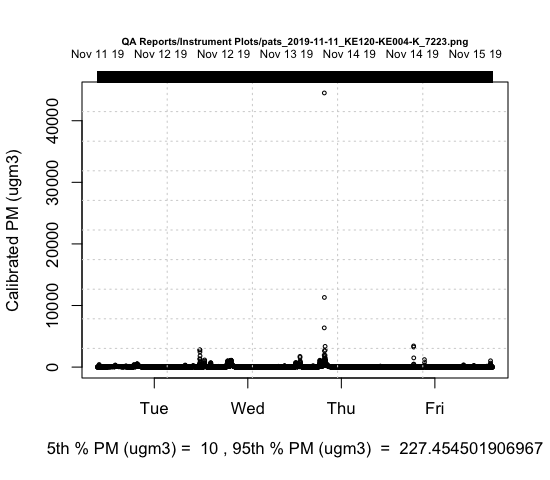 QA Reports/Instrument Plots/pats_2019-11-11_KE120-KE004-K_7223.png
Nov 11 19 Nov 12 19 Nov 12 19 Nov 13 19 Nov 14 19 Nov 14 19 Nov 15 19
Calibrated PM (ugm3)
40000
30000
20000
10000
0
Tue Wed Thu Fri
5th % PM (ugm3) = 10 , 95th % PM (ugm3) = 227.454501906967